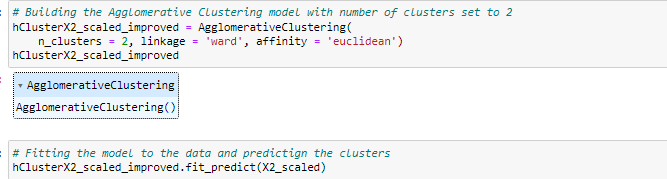 # Building the Agglomerative Clustering model with number of clusters set to 2
hClusterX2_scaled_improved = AgglomerativeClustering(
n_clusters = 2, linkage = 'ward', affinity = 'euclidean')
hClusterX2_scaled_improved
AgglomerativeClustering
AgglomerativeClustering()
# Fitting the model to the data and predictign the clusters
hClusterX2_scaled_improved.fit_predict(X2_scaled)